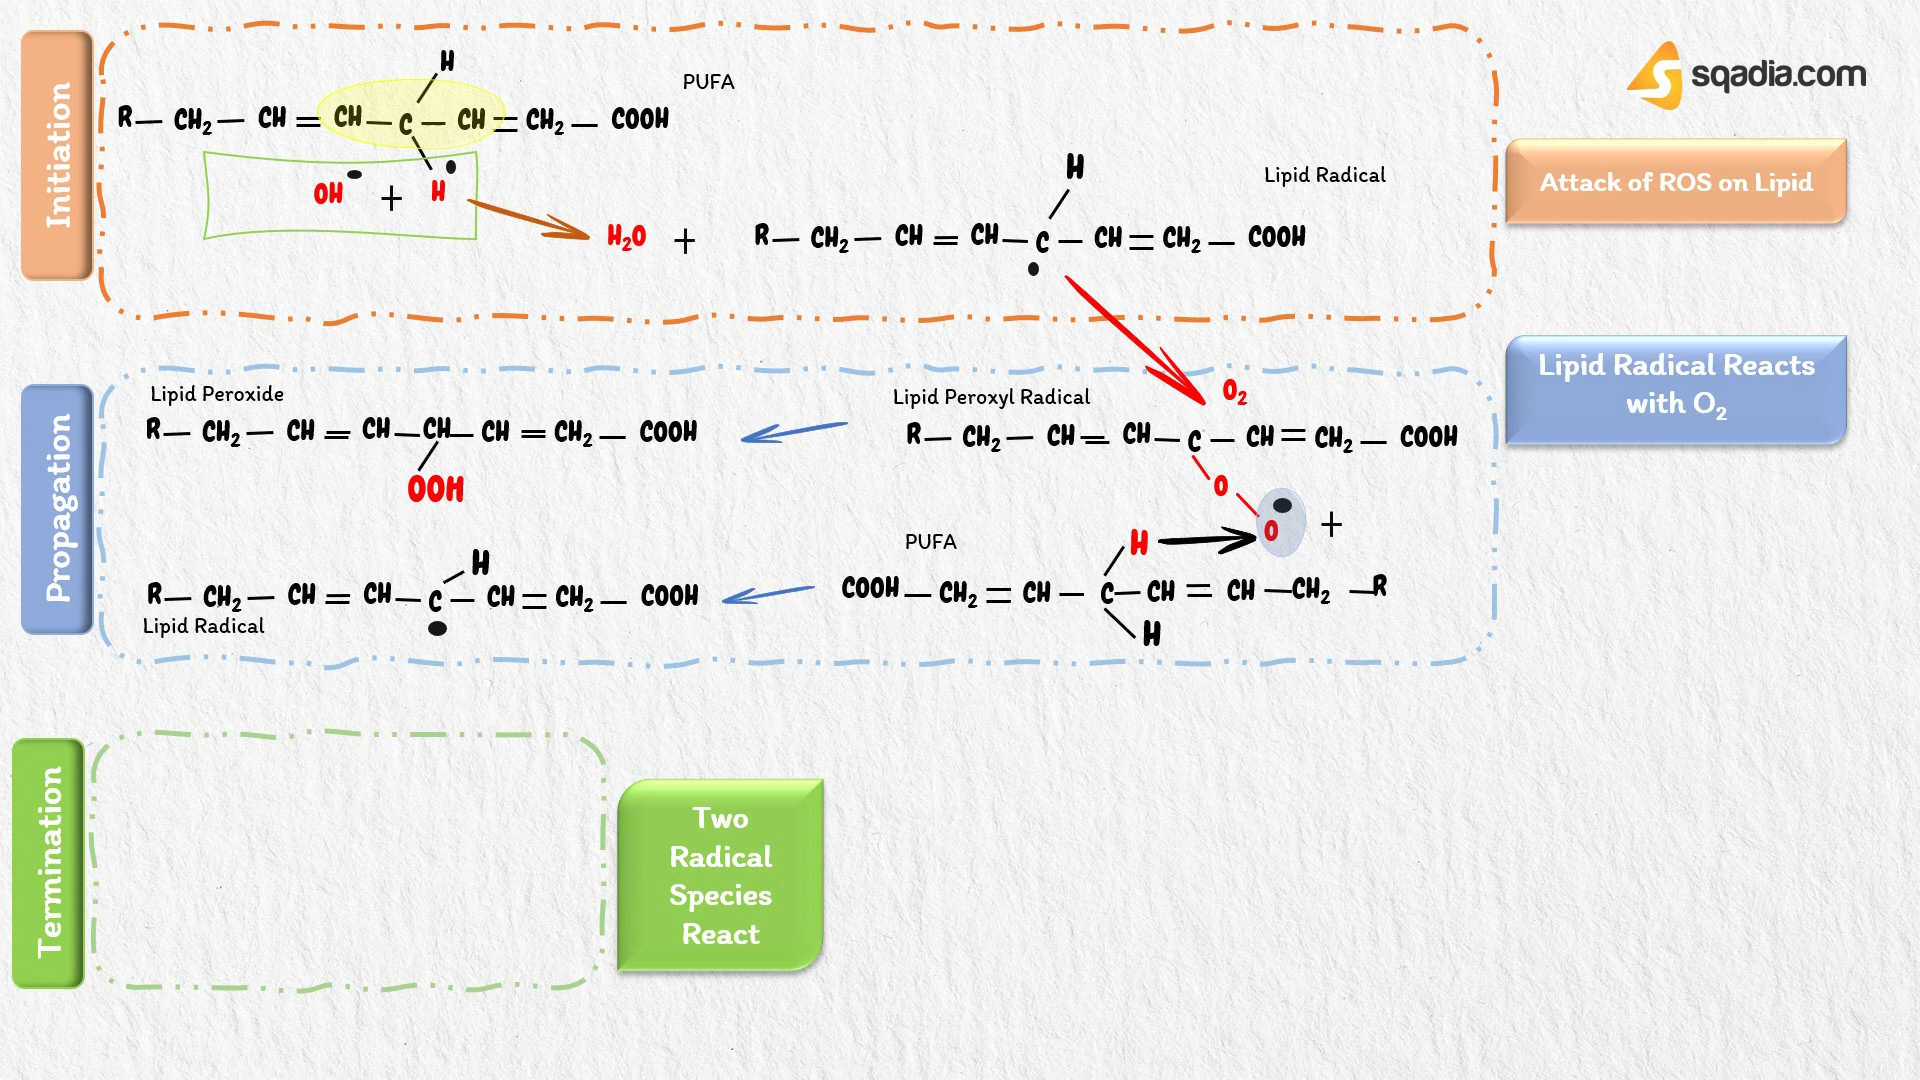 Initiation
H
PUFA
R— CH₂ — CH = CH — C — CH = CH₂ — COOH
OH• + H•
H₂O + R— CH₂ — CH = CH — C — CH = CH₂ — COOH
H
•
Lipid Radical
sqadia.com
Attack of ROS on Lipid
Propagation
Lipid Peroxide
R— CH₂ — CH = CH — CH — CH = CH₂ — COOH
OOH
Lipid Peroxyl Radical
O₂
R— CH₂ — CH = CH — C — CH = CH₂ — COOH
O
O• +
Lipid Radical Reacts
with O₂
H
R— CH₂ — CH = CH — C — CH = CH₂ — COOH
•
Lipid Radical
PUFA
H
COOH — CH₂ = CH — C — CH = CH — CH₂ — R
H
Termination
Two
Radical
Species
React